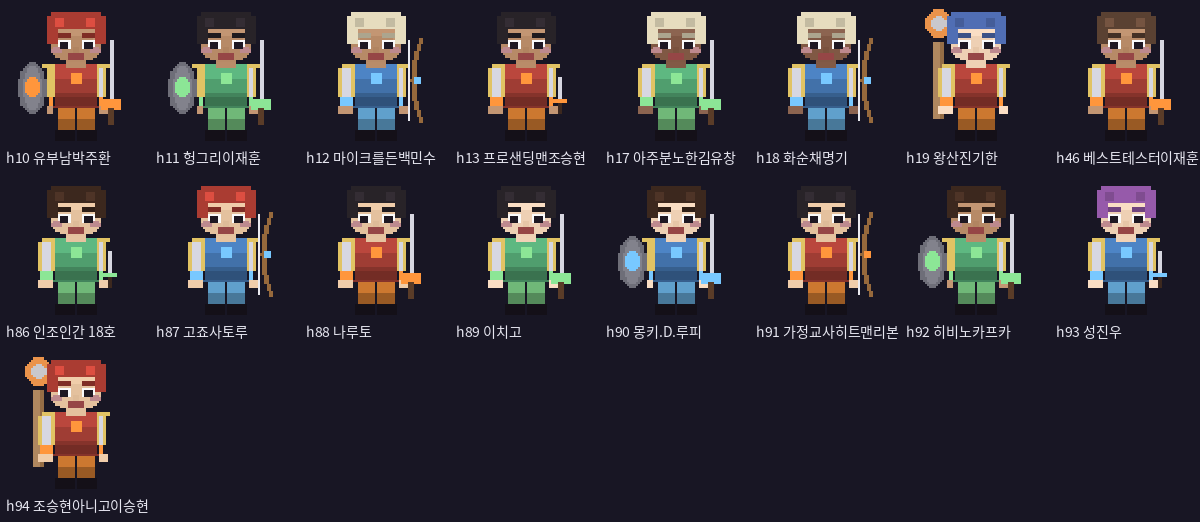 h10 유부남박주환
h11 헝그리이재훈
h12 마이크를든백민수
h13 프로샌딩맨조승현
h17 아주분노한김유창
h18 화순채명기
h19 왕산진기한
h46 베스트테스터이재훈
h86 인조인간 18호
h87 고죠사토루
h88 나루토
h89 이치고
h90 몽키.D.루피
h91 가정교사히트맨리본
h92 히비노카프카
h93 성진우
h94 조승현아니고이승현